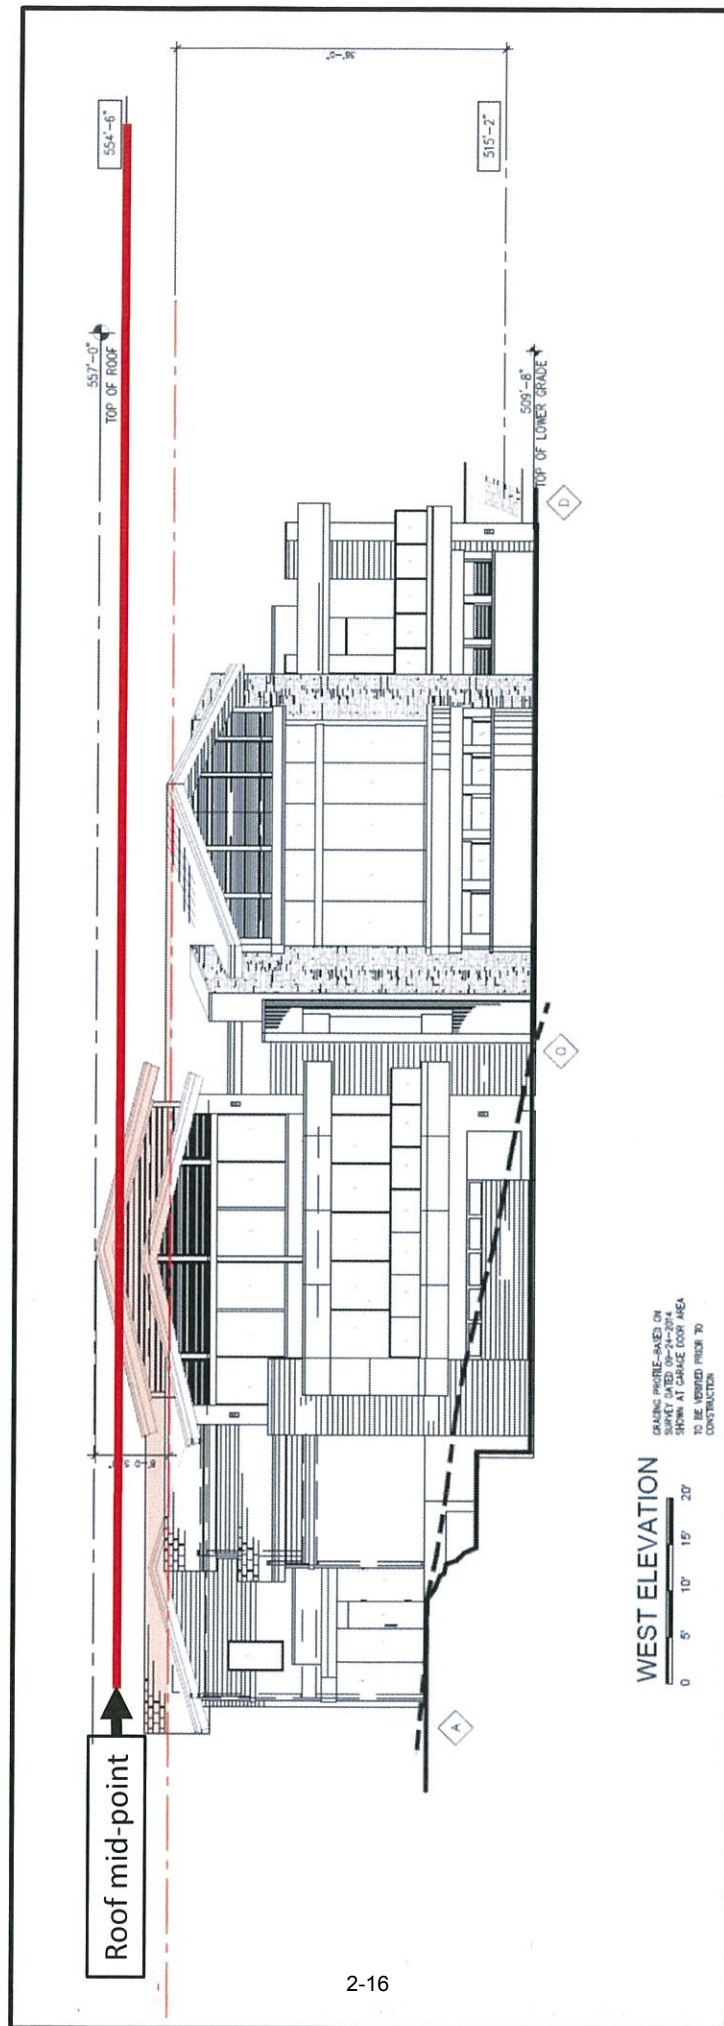 Roof mid-point
557'-0"
TOP OF ROOF
554'-6"
515'-2"
509'-8"
TOP OF LOWER GRADE
A
D
WEST ELEVATION
0 5' 10' 15' 20'
GRADING PROFILE-BASED ON
SURVEY DATED 09-24-2014
SHOWN AT GARAGE DOOR AREA
TO BE VERIFIED PRIOR TO
CONSTRUCTION
2-16